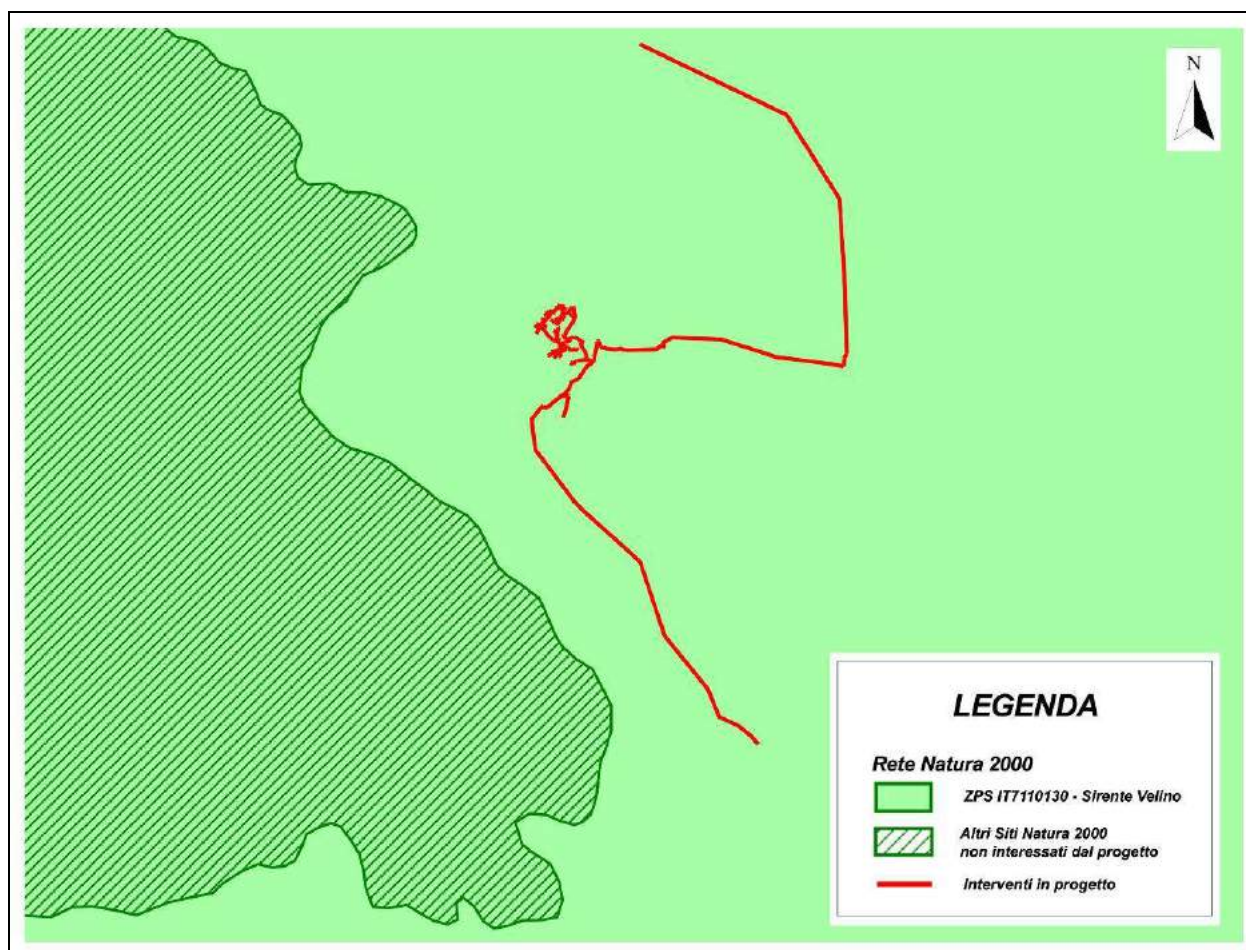 N
LEGENDA
Rete Natura 2000
ZPS IT7110130 - Sirente Velino
Altri Siti Natura 2000
non interessati dal progetto
Interventi in progetto